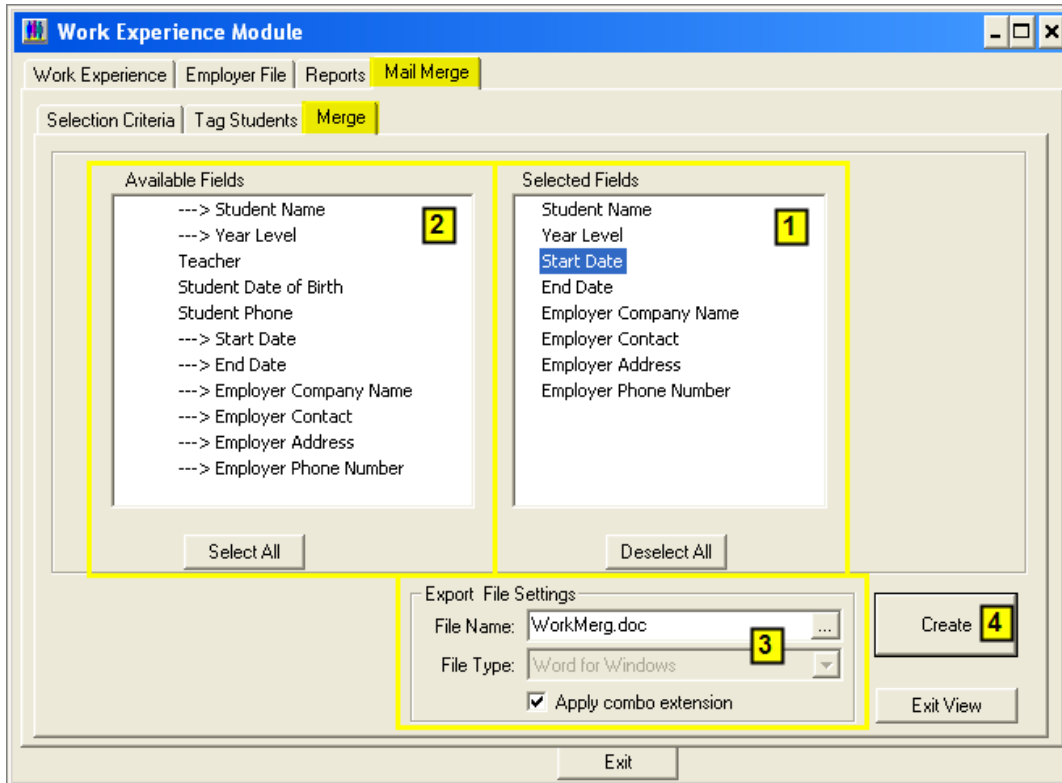 Work Experience Module
Work Experience Employer File Reports Mail Merge
Selection Criteria Tag Students Merge
Available Fields
---> Student Name
---> Year Level
Teacher
Student Date of Birth
Student Phone
---> Start Date
---> End Date
---> Employer Company Name
---> Employer Contact
---> Employer Address
---> Employer Phone Number
2
Select All
Selected Fields
Student Name
Year Level
Start Date
End Date
Employer Company Name
Employer Contact
Employer Address
Employer Phone Number
1
Deselect All
Export File Settings
File Name: WorkMerg.doc ...
File Type: Word for Windows
3
Apply combo extension
Create 4
Exit View
Exit